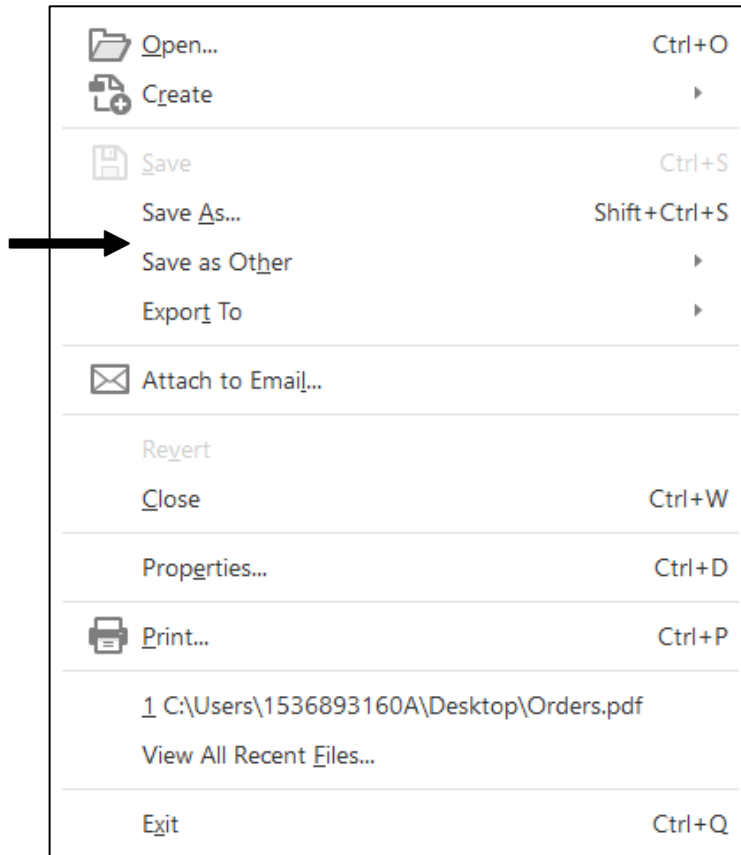 Open... Ctrl+O
Create
Save Ctrl+S
Save As... Shift+Ctrl+S
Save as Other
Export To
Attach to Email...
Revert
Close Ctrl+W
Properties... Ctrl+D
Print... Ctrl+P
1 C:\Users\1536893160A\Desktop\Orders.pdf
View All Recent Files...
Exit Ctrl+Q